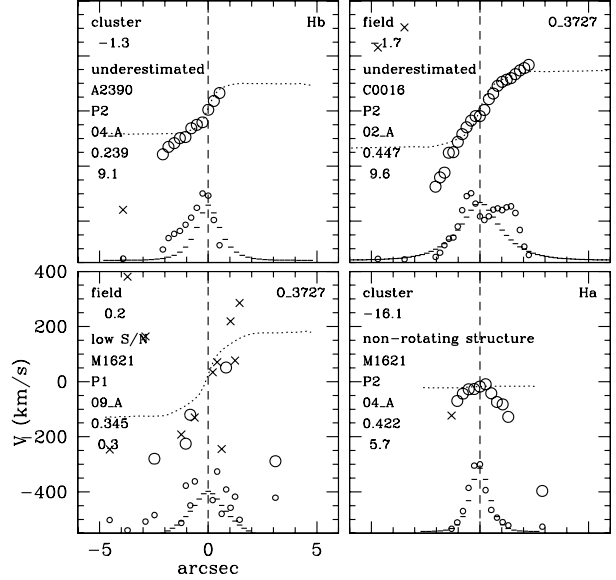 cluster Hb
-1.3
underestimated
A2390
P2
04_A
0.239
9.1
field O_3727
-1.7
underestimated
C0016
P2
02_A
0.447
9.6
field O_3727
0.2
low S/N
M1621
P1
09_A
0.345
0.3
cluster Ha
-16.1
non-rotating structure
M1621
P2
04_A
0.422
5.7
400
200
0
-200
-400
V (km/s)
-5 0 5
arcsec